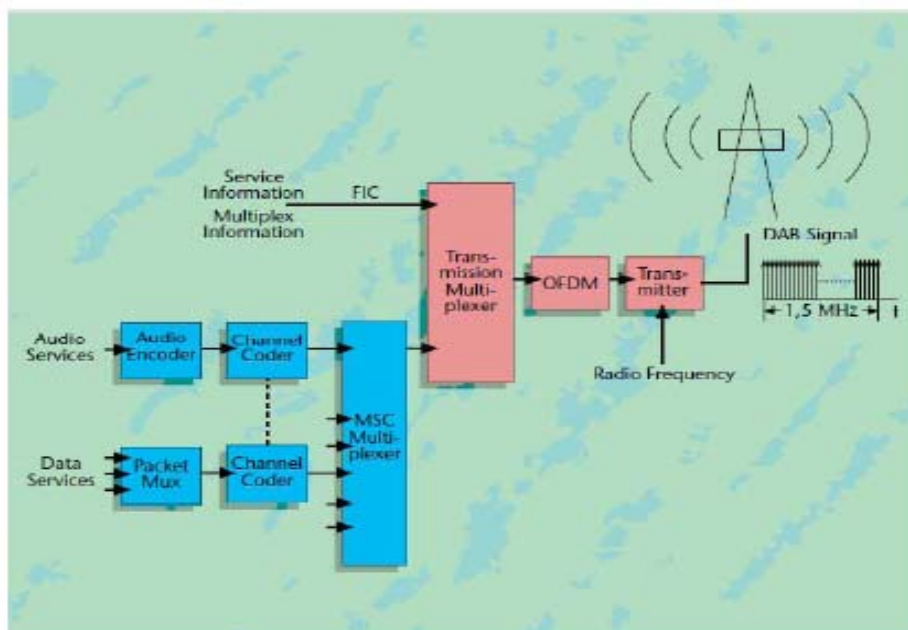 Service
Information
FIC
Multiplex
Information
Trans-
mission
Multi-
plexer
OFDM
Trans-
mitter
DAB Signal
1,5 MHz
f
Radio Frequency
Audio
Services
Audio
Encoder
Channel
Coder
MSC
Multi-
plexer
Data
Services
Packet
Mux
Channel
Coder